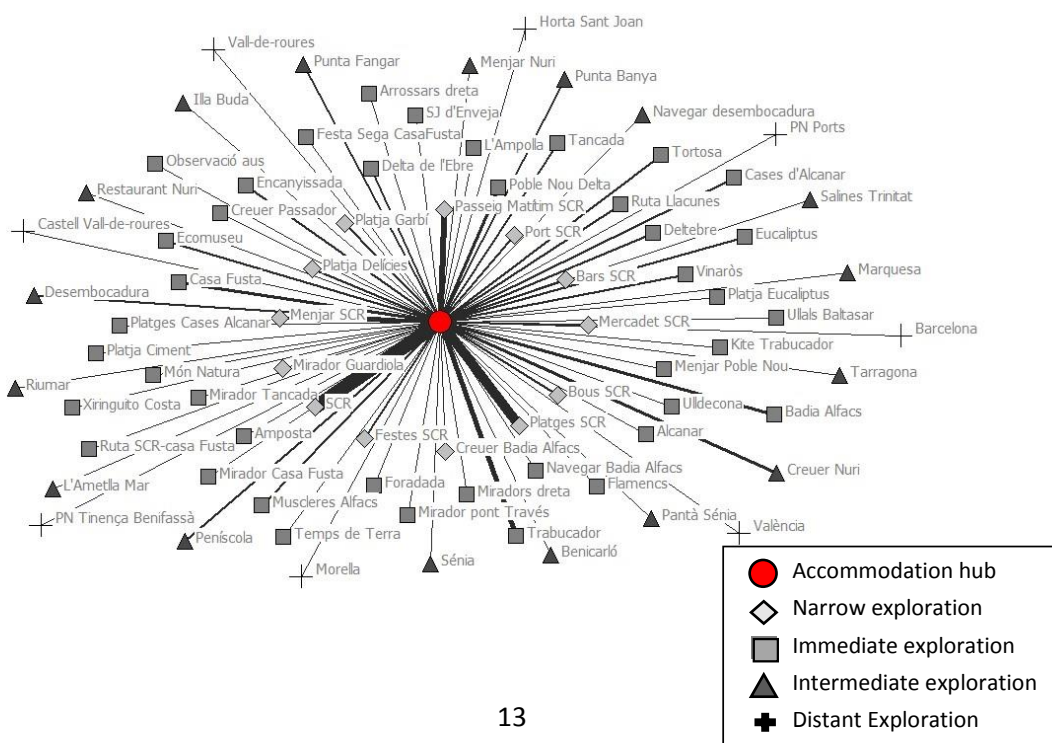 Horta Sant Joan
Vall-de-roures
Punta Fangar
Menjar Nuri
Punta Banya
Illa Buda
Arrossars dreta
SJ d'Enveja
Navegar desembocadura
Festa Sega CasaFusta
L'Ampolla
Tancada
PN Ports
Observació aus
Delta de l'Ebre
Tortosa
Encanyissada
Poble Nou Delta
Cases d'Alcanar
Restaurant Nuri
Creuer Passador
Platja Garbí
Passeig Matítim SCR
Ruta Llacunes
Salines Trinitat
Castell Vall-de-roures
Port SCR
Deltebre
Eucaliptus
Ecomuseu
Platja Delícies
Bars SCR
Vinaròs
Marquesa
Casa Fusta
Desembocadura
Platja Eucaliptus
Menjar SCR
Mercadet SCR
Ullals Baltasar
Platges Cases Alcanar
Barcelona
Platja Ciment
Kite Trabucador
Món Natura
Mirador Guardiola
Menjar Poble Nou
Tarragona
Riumar
Mirador Tancada
Bous SCR
Xiringuito Costa
SCR
Ulldecona
Badia Alfacs
Ruta SCR-casa Fusta
Amposta
Festes SCR
Platges SCR
Alcanar
Creuer Badia Alfacs
Mirador Casa Fusta
Navegar Badia Alfacs
Creuer Nuri
L'Ametlla Mar
Foradada
Miradors dreta
Flamencs
Muscleres Alfacs
Mirador pont Través
Pantà Sénia
PN Tinença Benifassà
Temps de Terra
Trabucador
València
Peníscola
Benicarló
Morella
Sénia
Accommodation hub
Narrow exploration
Immediate exploration
Intermediate exploration
Distant Exploration
13